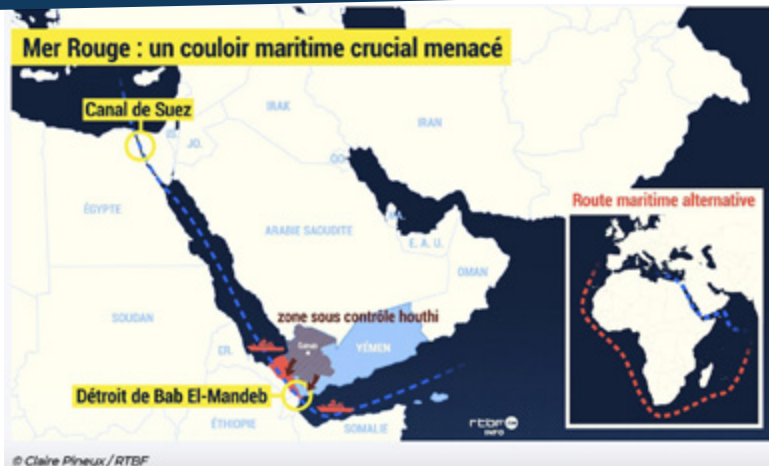 Mer Rouge : un couloir maritime crucial menacé
Canal de Suez
IRAK
IRAN
JO.
ÉGYPTE
ARABIE SAOUDITE
E. A. U.
OMAN
Route maritime alternative
SOUDAN
zone sous contrôle houthi
ER.
YÉMEN
Détroit de Bab El-Mandeb
ÉTHIOPIE
SOMALIE
rtbf
INFO
© Claire Pineux / RTBF